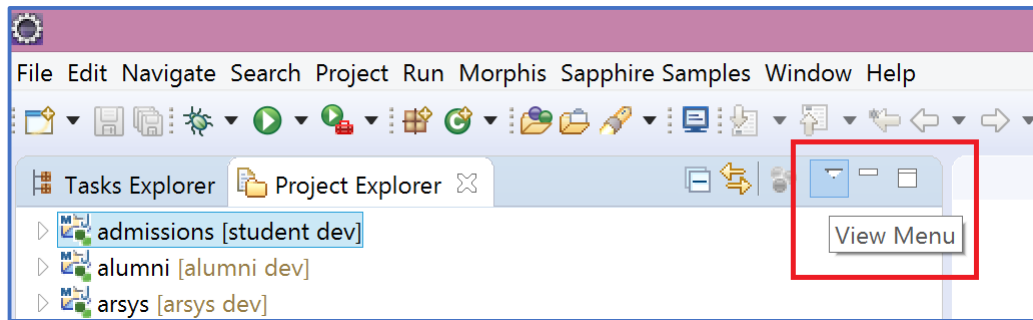 File Edit Navigate Search Project Run Morphis Sapphire Samples Window Help
Tasks Explorer Project Explorer
admissions [student dev]
View Menu
alumni [alumni dev]
arsys [arsys dev]